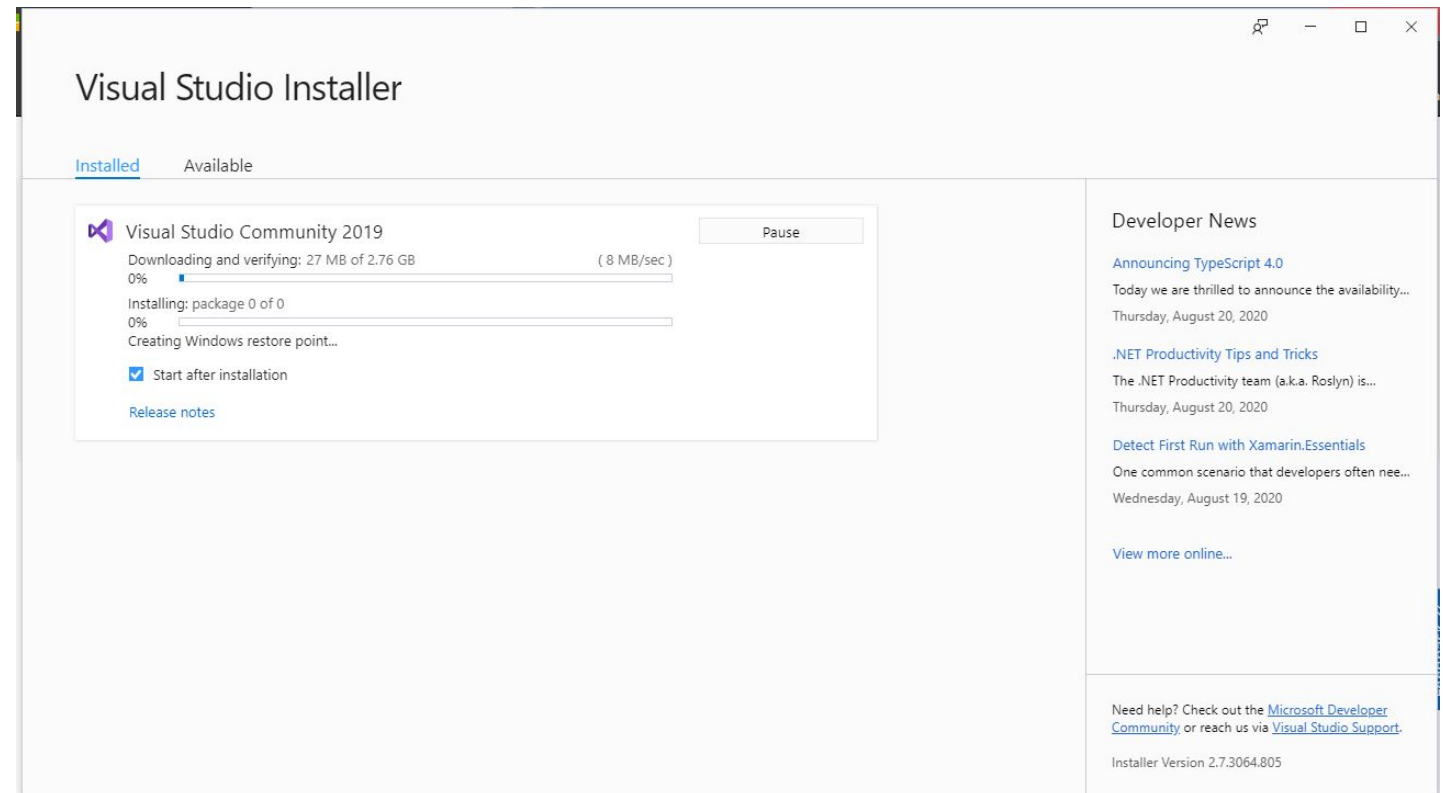 Visual Studio Installer
Installed
Available
Visual Studio Community 2019
Pause
Downloading and verifying: 27 MB of 2.76 GB
( 8 MB/sec )
0%
Installing: package 0 of 0
0%
Creating Windows restore point...
Start after installation
Release notes
Developer News
Announcing TypeScript 4.0
Today we are thrilled to announce the availability...
Thursday, August 20, 2020
.NET Productivity Tips and Tricks
The .NET Productivity team (a.k.a. Roslyn) is...
Thursday, August 20, 2020
Detect First Run with Xamarin.Essentials
One common scenario that developers often nee...
Wednesday, August 19, 2020
View more online...
Need help? Check out the Microsoft Developer
Community or reach us via Visual Studio Support.
Installer Version 2.7.3064.805